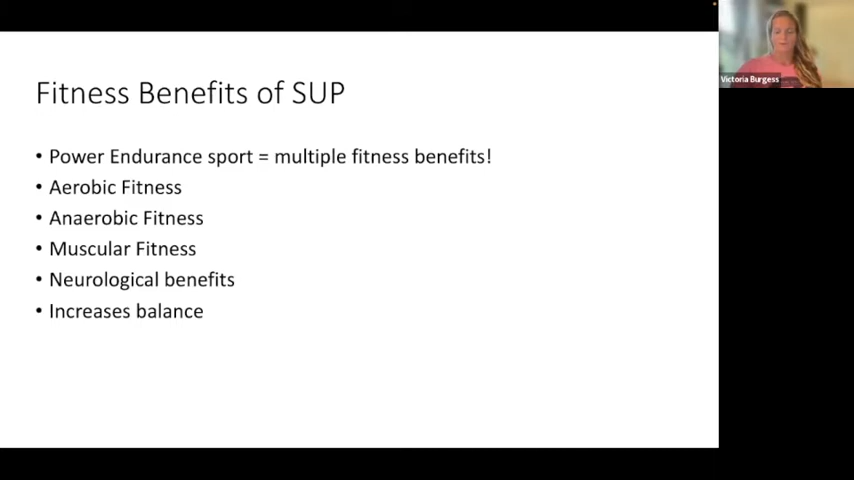 Fitness Benefits of SUP
• Power Endurance sport = multiple fitness benefits!
• Aerobic Fitness
• Anaerobic Fitness
• Muscular Fitness
• Neurological benefits
• Increases balance
Victoria Burgess